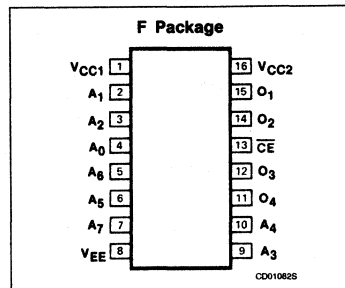 F Package
VCC1 1 16 VCC2
A1 2 15 O1
A2 3 14 O2
A0 4 13 CE
A6 5 12 O3
A5 6 11 O4
A7 7 10 A4
VEE 8 9 A3
CD01082S